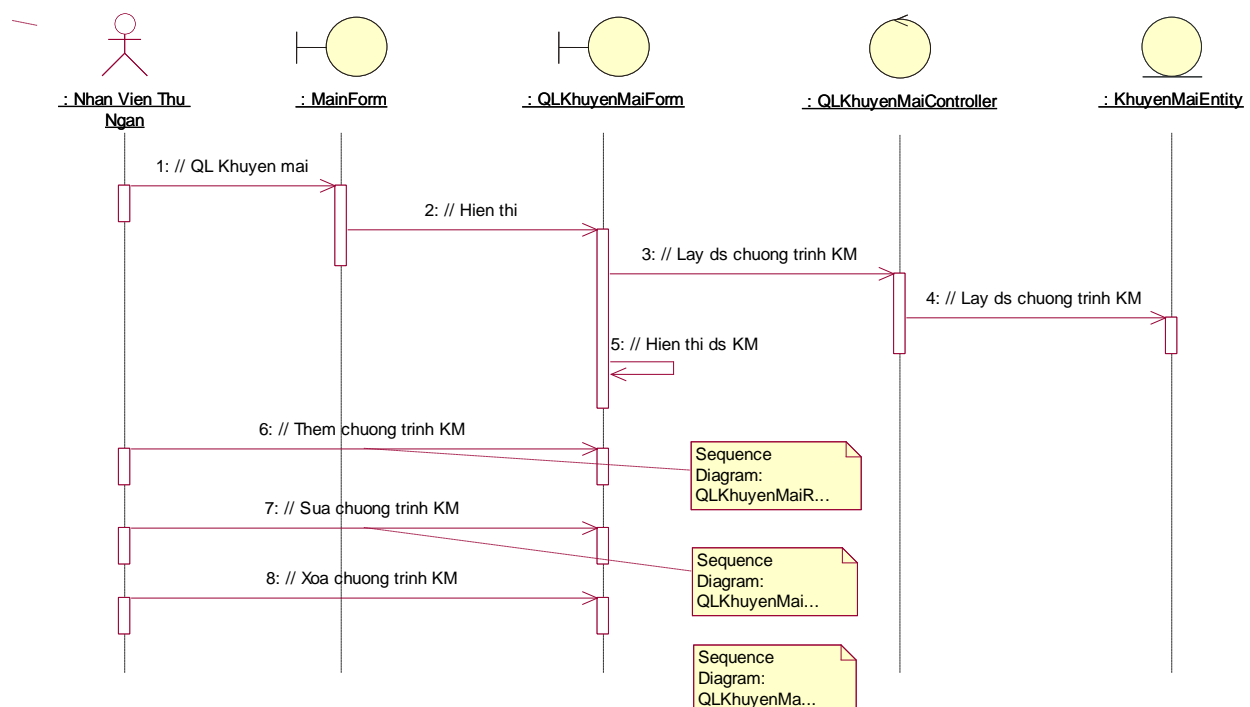 : Nhan Vien Thu
Ngan
: MainForm
: QLKhuyenMaiForm
: QLKhuyenMaiController
: KhuyenMaiEntity
1: // QL Khuyen mai
2: // Hien thi
3: // Lay ds chuong trinh KM
4: // Lay ds chuong trinh KM
5: // Hien thi ds KM
6: // Them chuong trinh KM
Sequence
Diagram:
QLKhuyenMaiR...
7: // Sua chuong trinh KM
Sequence
Diagram:
QLKhuyenMai...
8: // Xoa chuong trinh KM
Sequence
Diagram:
QLKhuyenMa...